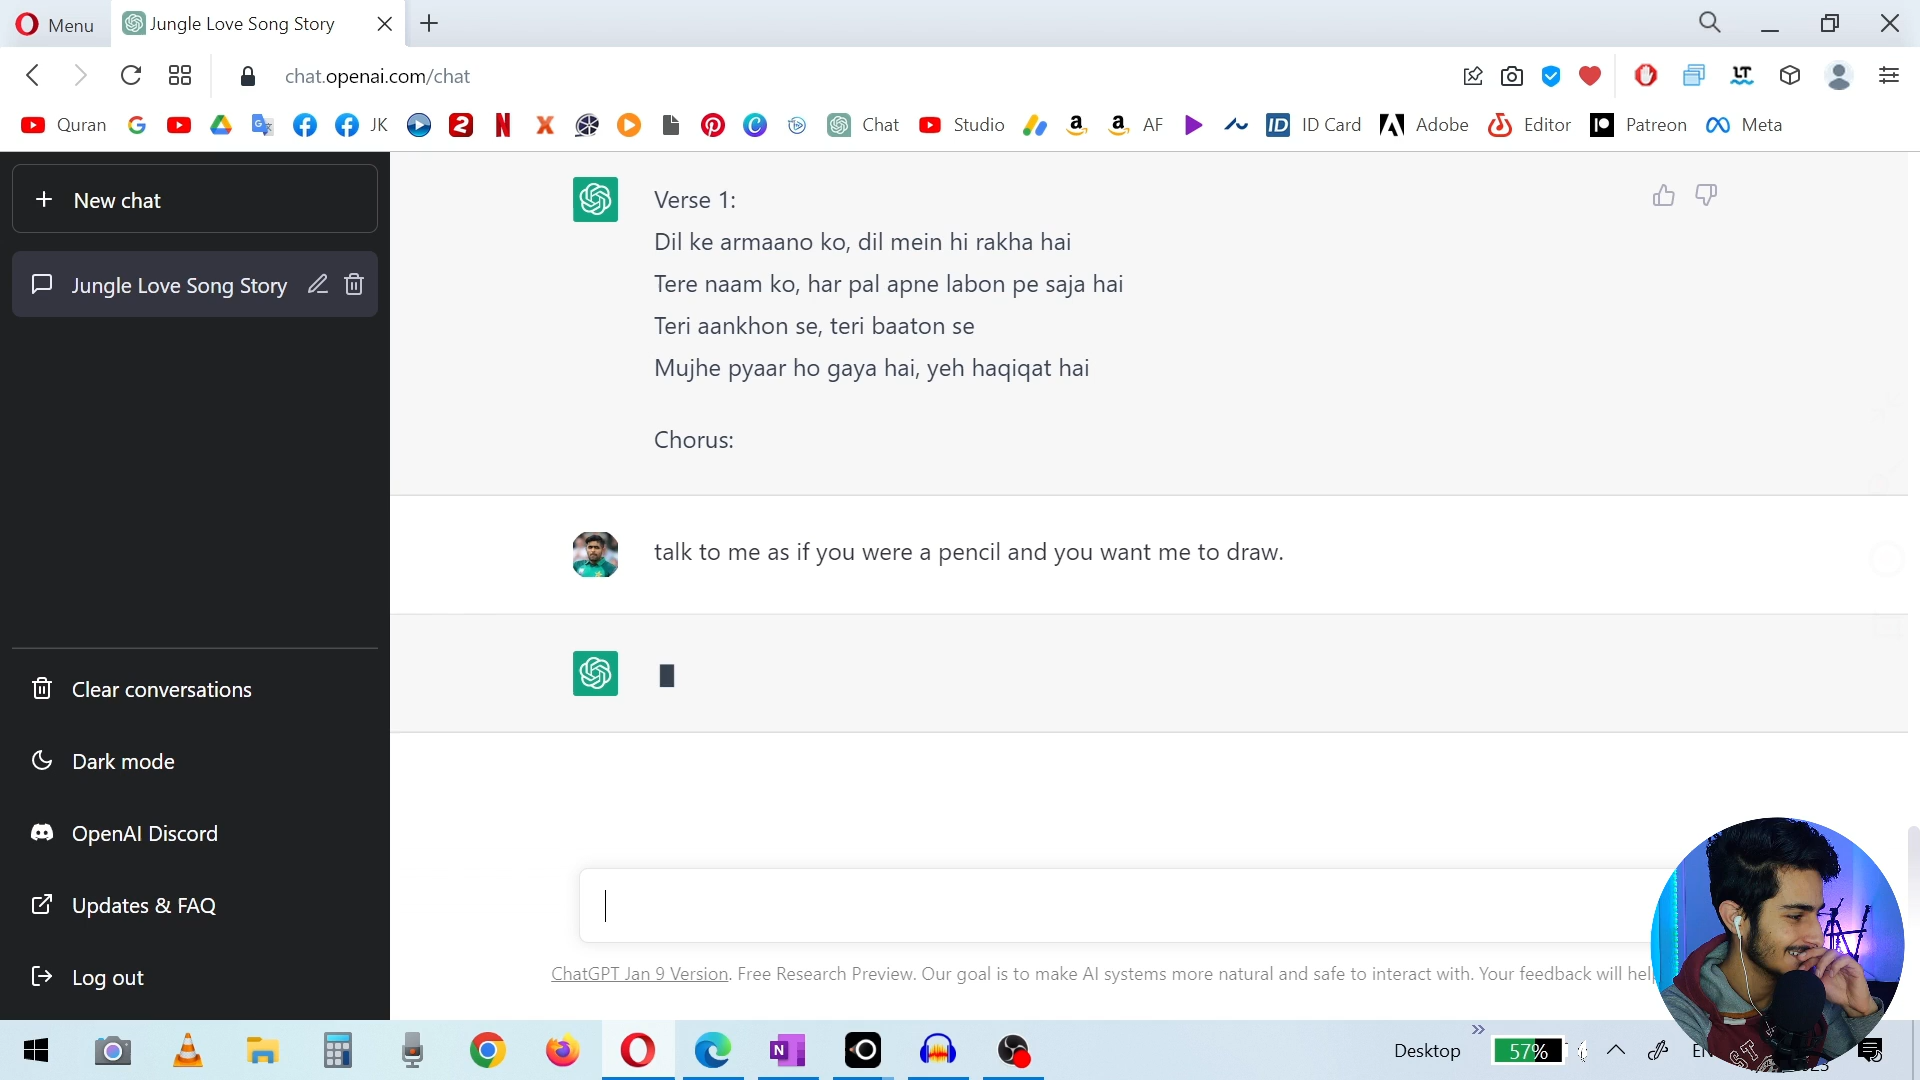 Menu
Jungle Love Song Story
chat.openai.com/chat
Quran
JK
Chat
Studio
AF
ID Card
Adobe
Editor
Patreon
Meta
New chat
Jungle Love Song Story
Clear conversations
Dark mode
OpenAI Discord
Updates & FAQ
Log out
Verse 1:
Dil ke armaano ko, dil mein hi rakha hai
Tere naam ko, har pal apne labon pe saja hai
Teri aankhon se, teri baaton se
Mujhe pyaar ho gaya hai, yeh haqiqat hai
Chorus:
talk to me as if you were a pencil and you want me to draw.
ChatGPT Jan 9 Version. Free Research Preview. Our goal is to make AI systems more natural and safe to interact with. Your feedback will
Desktop
57%